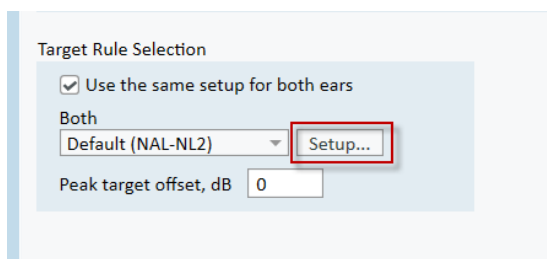 Target Rule Selection
Use the same setup for both ears
Both
Default (NAL-NL2) Setup...
Peak target offset, dB 0